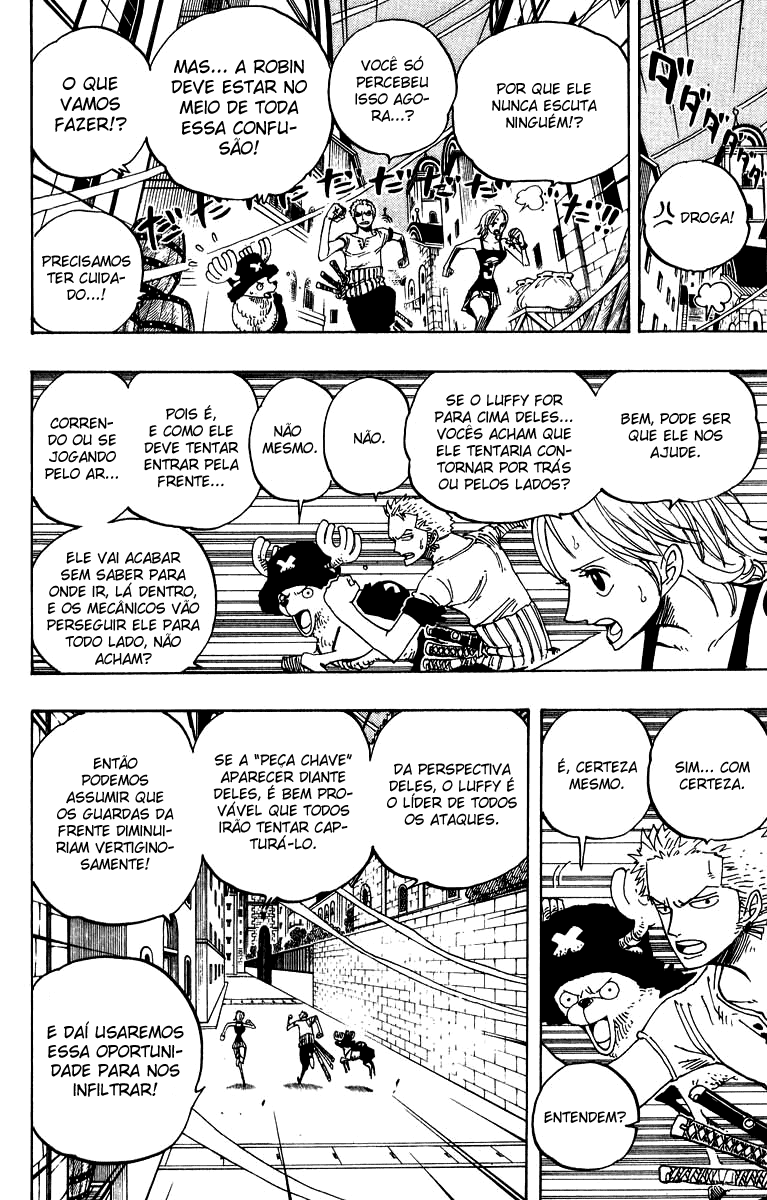 DROGA!
ダダダダダダ
POR QUE ELE
NUNCA ESCUTA
NINGUÉM!?
VOCÊ SÓ
PERCEBEU
ISSO AGO-
RA...?
MAS... A ROBIN
DEVE ESTAR NO
MEIO DE TODA
ESSA CONFU-
SÃO!
O QUE
VAMOS
FAZER!?
PRECISAMOS
TER CUIDA-
DO...!
BEM, PODE SER
QUE ELE NOS
AJUDE.
SE O LUFFY FOR
PARA CIMA DELES...
VOCÊS ACHAM QUE
ELE TENTARIA CON-
TORNAR POR TRÁS
OU PELOS LADOS?
NÃO.
NÃO
MESMO.
POIS É,
E COMO ELE
DEVE TENTAR
ENTRAR PELA
FRENTE...
CORREN-
DO OU SE
JOGANDO
PELO AR...
ELE VAI ACABAR
SEM SABER PARA
ONDE IR, LÁ DENTRO,
E OS MECÂNICOS VÃO
PERSEGUIR ELE PARA
TODO LADO, NÃO
ACHAM?
SIM... COM
CERTEZA.
É, CERTEZA
MESMO.
ENTENDEM?
DA PERSPECTIVA
DELES, O LUFFY É
O LÍDER DE TODOS
OS ATAQUES.
SE A "PEÇA CHAVE"
APARECER DIANTE
DELES, É BEM PRO-
VÁVEL QUE TODOS
IRÃO TENTAR CAP-
TURÁ-LO.
ENTÃO
PODEMOS
ASSUMIR QUE
OS GUARDAS DA
FRENTE DIMINUI-
RIAM VERTIGINO-
SAMENTE!
E DAÍ USAREMOS
ESSA OPORTUNI-
DADE PARA NOS
INFILTRAR!